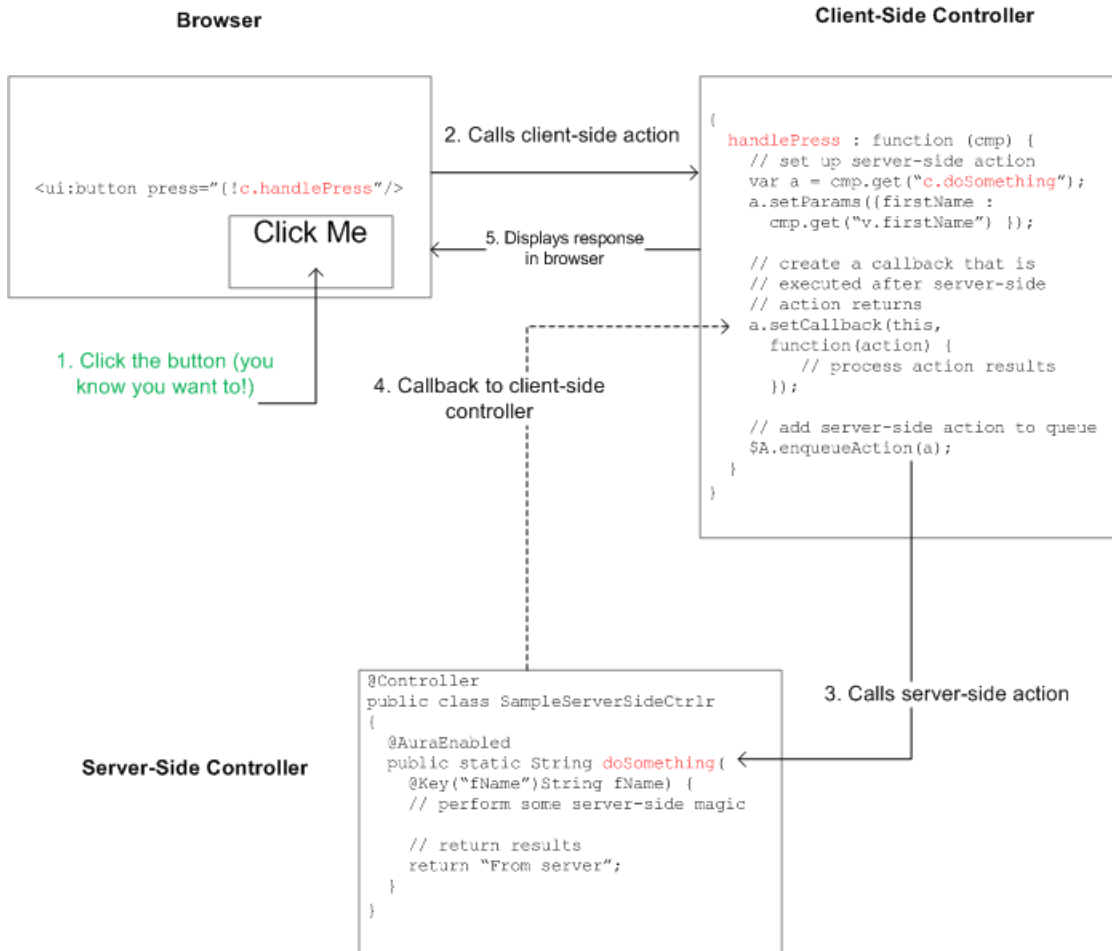 Browser
Client-Side Controller
<ui:button press="{!c.handlePress"/>
Click Me
1. Click the button (you
know you want to!)
2. Calls client-side action
5. Displays response
in browser
{
handlePress : function (cmp) {
// set up server-side action
var a = cmp.get("c.doSomething");
a.setParams({firstName :
cmp.get("v.firstName") });
// create a callback that is
// executed after server-side
// action returns
a.setCallback(this,
function(action) {
// process action results
});
// add server-side action to queue
$A.enqueueAction(a);
}
}
4. Callback to client-side
controller
3. Calls server-side action
Server-Side Controller
@Controller
public class SampleServerSideCtrlr
{
@AuraEnabled
public static String doSomething(
@Key("fName")String fName) {
// perform some server-side magic
// return results
return "From server";
}
}